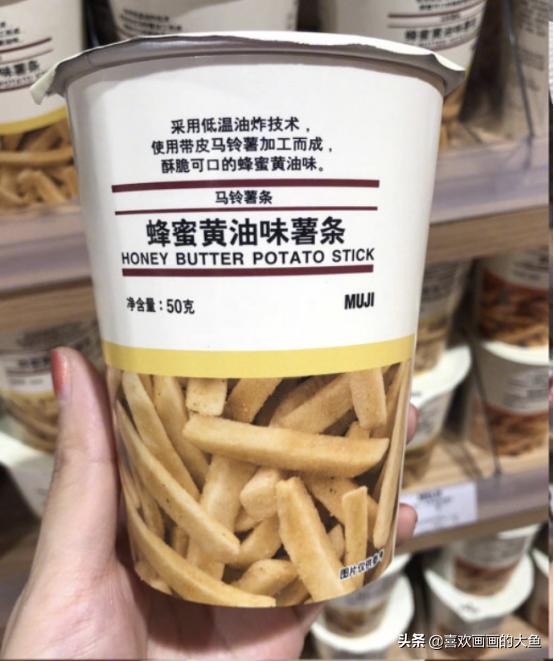 采用低温油炸技术，
使用带皮马铃薯加工而成，
酥脆可口的蜂蜜黄油味。
马铃薯条
蜂蜜黄油味薯条
HONEY BUTTER POTATO STICK
净含量：50克
MUJI
图片仅供参考
头条 @喜欢画画的大鱼